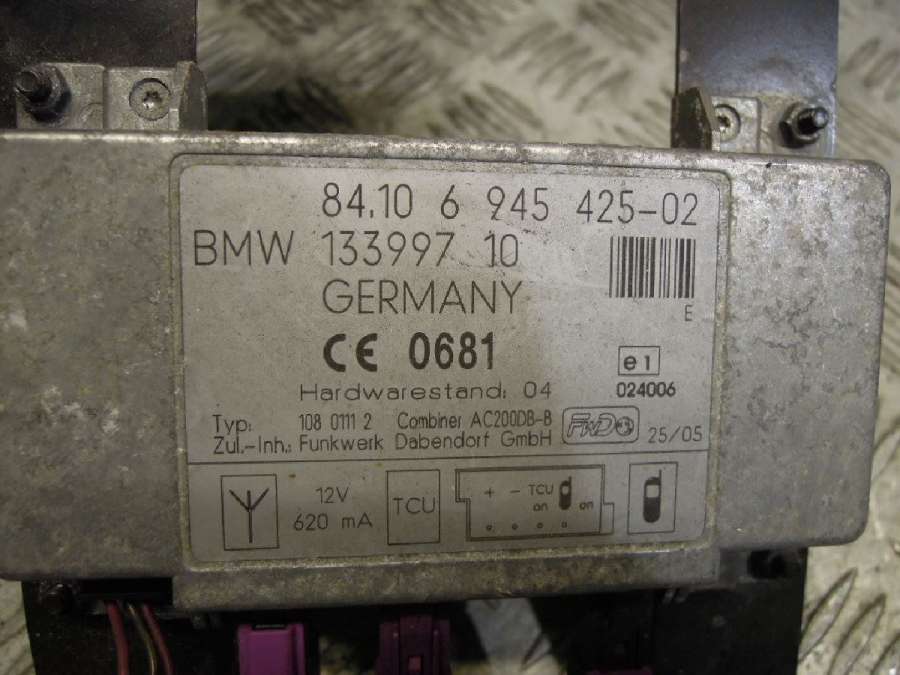 84.10 6 945 425-02
BMW 133997 10
GERMANY
E
CE 0681
e1
Hardwarestand: 04
024006
Typ: 108 0111 2 Combiner AC200DB-B
Zul.-Inh.: Funkwerk Dabendorf GmbH FWD 25/05
12V
620 mA
TCU
+ - TCU on on